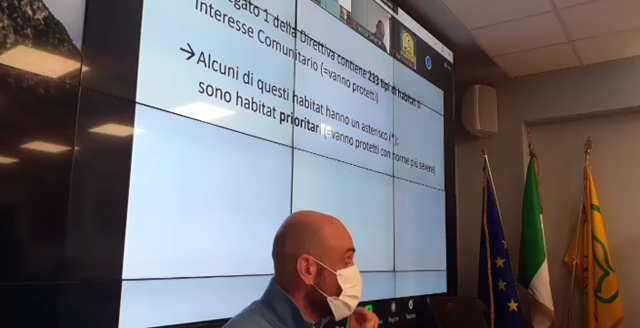 egato 1 della Direttiva contiene 233 tipi di habitat
Interesse Comunitario (=vanno protetti)
→Alcuni di questi habitat hanno un asterisco (*):
sono habitat prioritari (=vanno protetti con norme più severe)